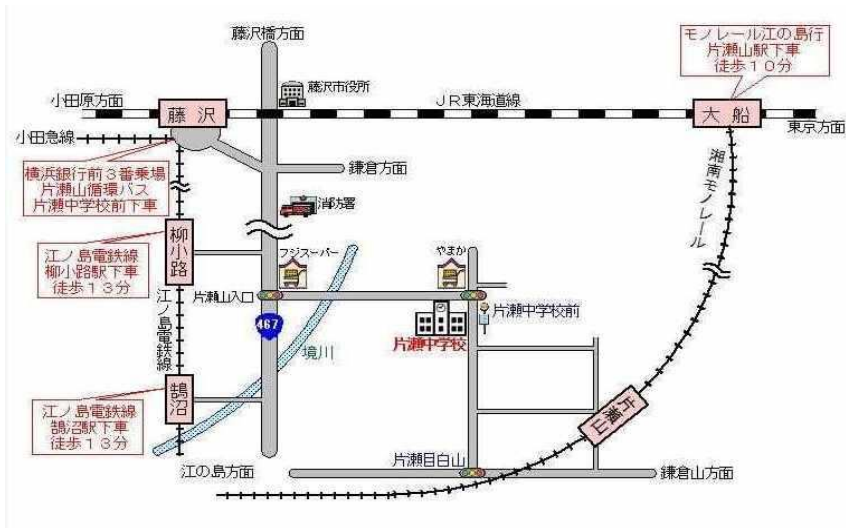 藤沢橋方面
モノレール江の島行
片瀬山駅下車
徒歩10分
藤沢市役所
小田原方面
藤沢
JR東海道線
大船
東京方面
小田急線
横浜銀行前3番乗場
片瀬山循環バス
片瀬中学校前下車
鎌倉方面
湘南モノレール
消防署
柳小路
江ノ島電鉄線
柳小路駅下車
徒歩13分
フジスーパー
やまか
片瀬山入口
江ノ島電鉄線
467
片瀬中学校前
片瀬中学校
境川
鵠沼
江ノ島電鉄線
鵠沼駅下車
徒歩13分
片瀬山
江の島方面
片瀬目白山
鎌倉山方面